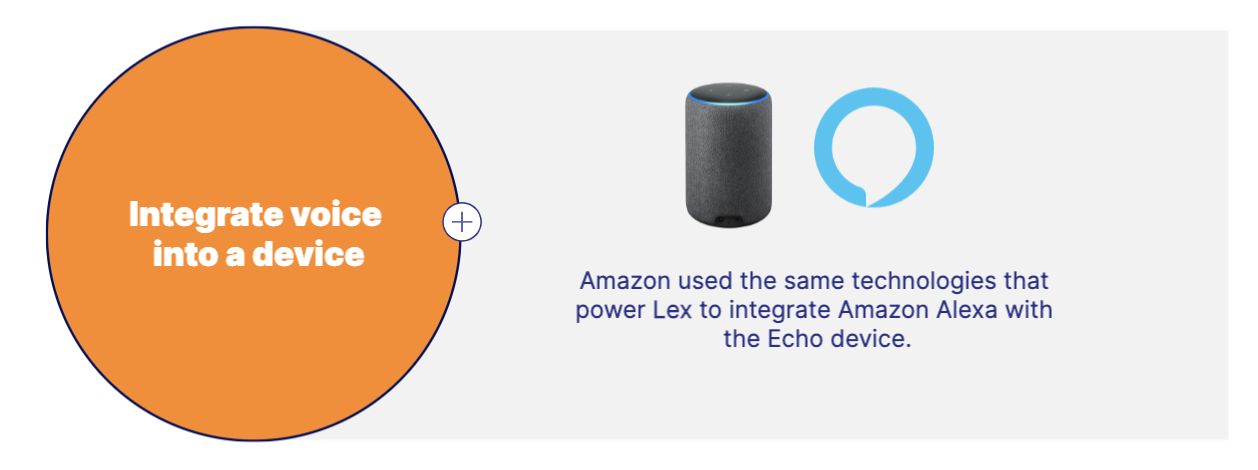 Integrate voice
into a device
Amazon used the same technologies that
power Lex to integrate Amazon Alexa with
the Echo device.